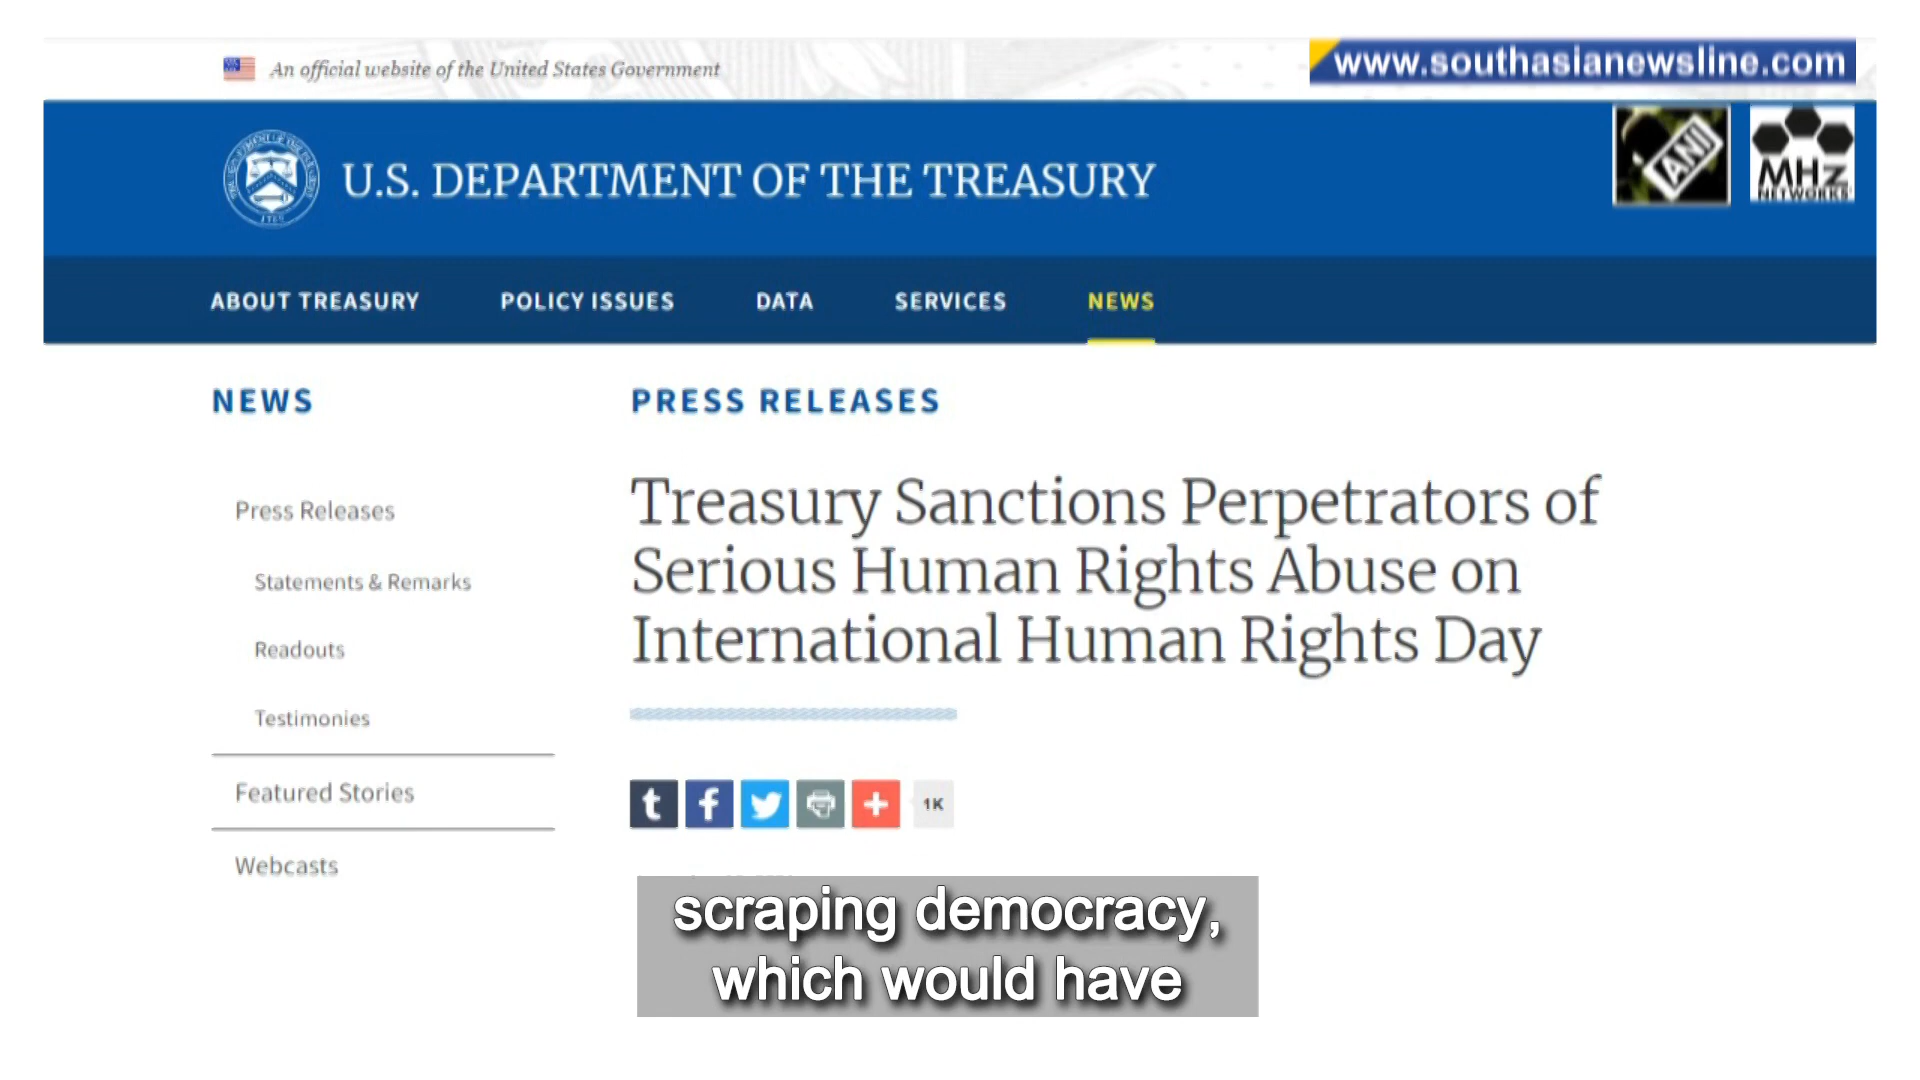 An official website of the United States Government
www.southasianewsline.com
U.S. DEPARTMENT OF THE TREASURY
1789
ANI
MHz
NETWORKS
ABOUT TREASURY
POLICY ISSUES
DATA
SERVICES
NEWS
NEWS
Press Releases
Statements & Remarks
Readouts
Testimonies
Featured Stories
Webcasts
PRESS RELEASES
Treasury Sanctions Perpetrators of
Serious Human Rights Abuse on
International Human Rights Day
1K
scraping democracy,
which would have